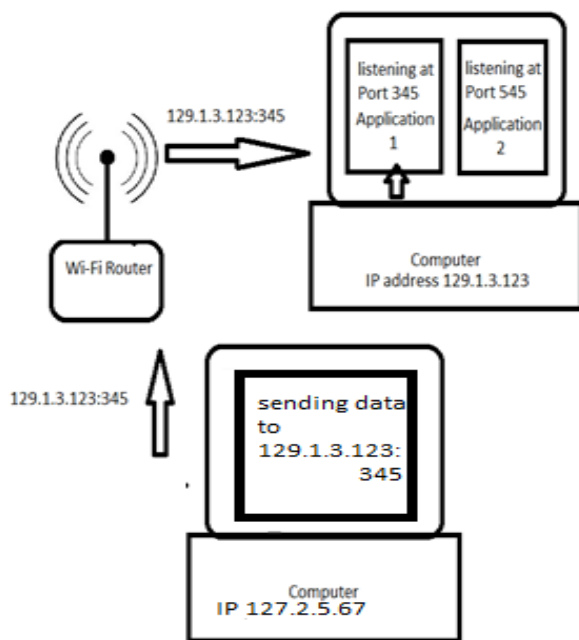 listening at
Port 345
Application
1
listening at
Port 545
Application
2
129.1.3.123:345
Wi-Fi Router
Computer
IP address 129.1.3.123
129.1.3.123:345
sending data
to
129.1.3.123:
345
Computer
IP 127.2.5.67